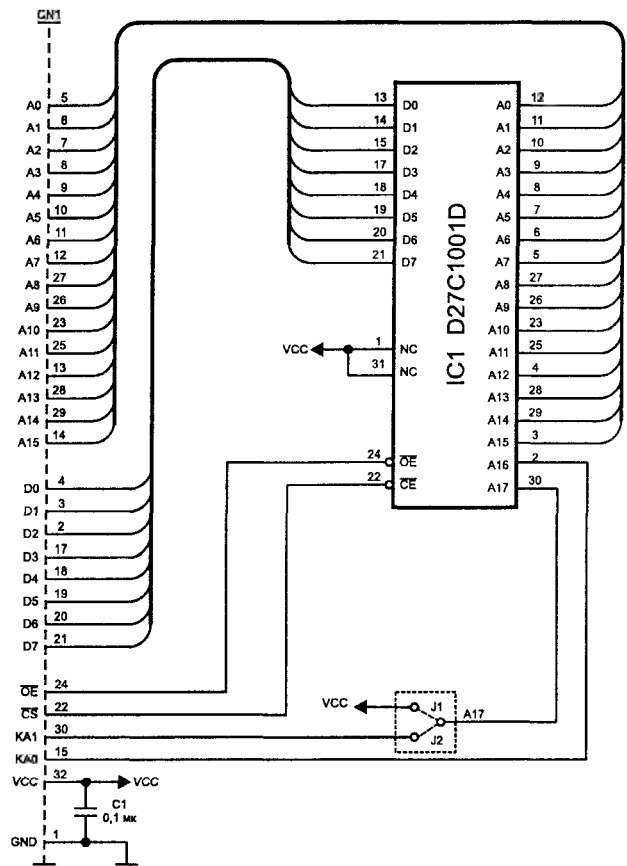 CN1
A0 5
A1 6
A2 7
A3 8
A4 9
A5 10
A6 11
A7 12
A8 27
A9 26
A10 23
A11 25
A12 13
A13 28
A14 29
A15 14
D0 4
D1 3
D2 2
D3 17
D4 18
D5 19
D6 20
D7 21
OE 24
CS 22
KA1 30
KA0 15
VCC 32
VCC
C1
0,1 мк
GND 1
13 D0
14 D1
15 D2
17 D3
18 D4
19 D5
20 D6
21 D7
VCC
1 NC
31 NC
24 OE
22 CE
IC1 D27C1001D
A0 12
A1 11
A2 10
A3 9
A4 8
A5 7
A6 6
A7 5
A8 27
A9 26
A10 23
A11 25
A12 4
A13 28
A14 29
A15 3
A16 2
A17 30
VCC
J1
J2
A17